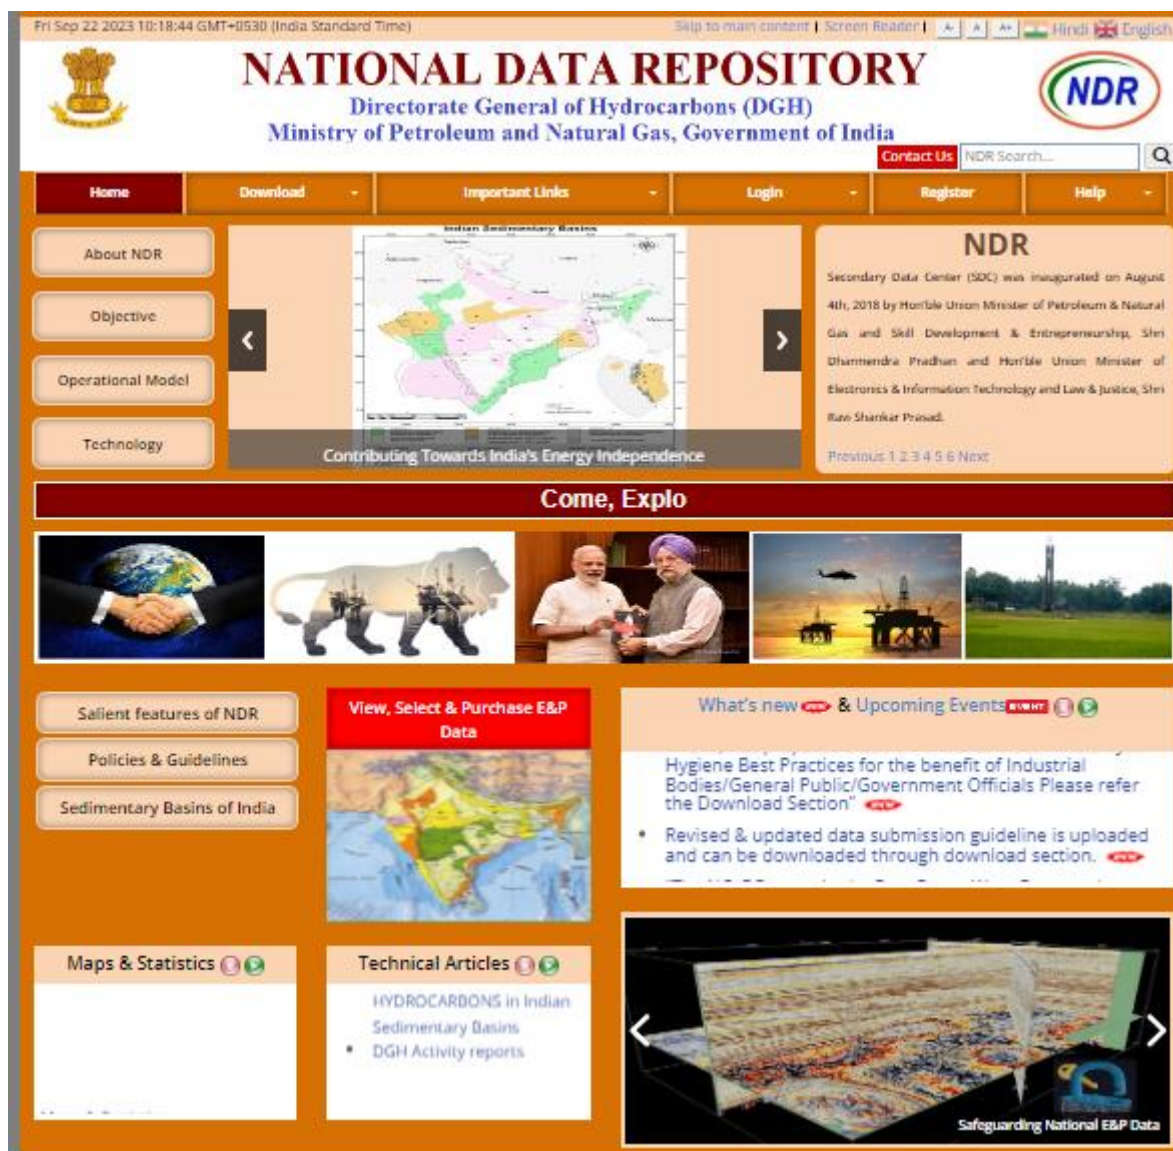 Fri Sep 22 2023 10:18:44 GMT+0530 (India Standard Time)
Skip to main content | Screen Reader | A- A A+ Hindi English
NATIONAL DATA REPOSITORY
Directorate General of Hydrocarbons (DGH)
Ministry of Petroleum and Natural Gas, Government of India
NDR
Contact Us NDR Search...
Home Download Important Links Login Register Help
About NDR
Objective
Operational Model
Technology
Indian Sedimentary Basins
Contributing Towards India's Energy Independence
NDR
Secondary Data Center (SDC) was inaugurated on August
4th, 2018 by Hon'ble Union Minister of Petroleum & Natural
Gas and Skill Development & Entrepreneurship, Shri
Dharmendra Pradhan and Hon'ble Union Minister of
Electronics & Information Technology and Law & Justice, Shri
Ravi Shankar Prasad.
Previous 1 2 3 4 5 6 Next
Come, Explo
Salient features of NDR
Policies & Guidelines
Sedimentary Basins of India
View, Select & Purchase E&P
Data
What's new NEW & Upcoming Events EVENT
Hygiene Best Practices for the benefit of Industrial
Bodies/General Public/Government Officials Please refer
the Download Section" NEW
• Revised & updated data submission guideline is uploaded
and can be downloaded through download section. NEW
Maps & Statistics
Technical Articles
HYDROCARBONS in Indian
Sedimentary Basins
• DGH Activity reports
Safeguarding National E&P Data